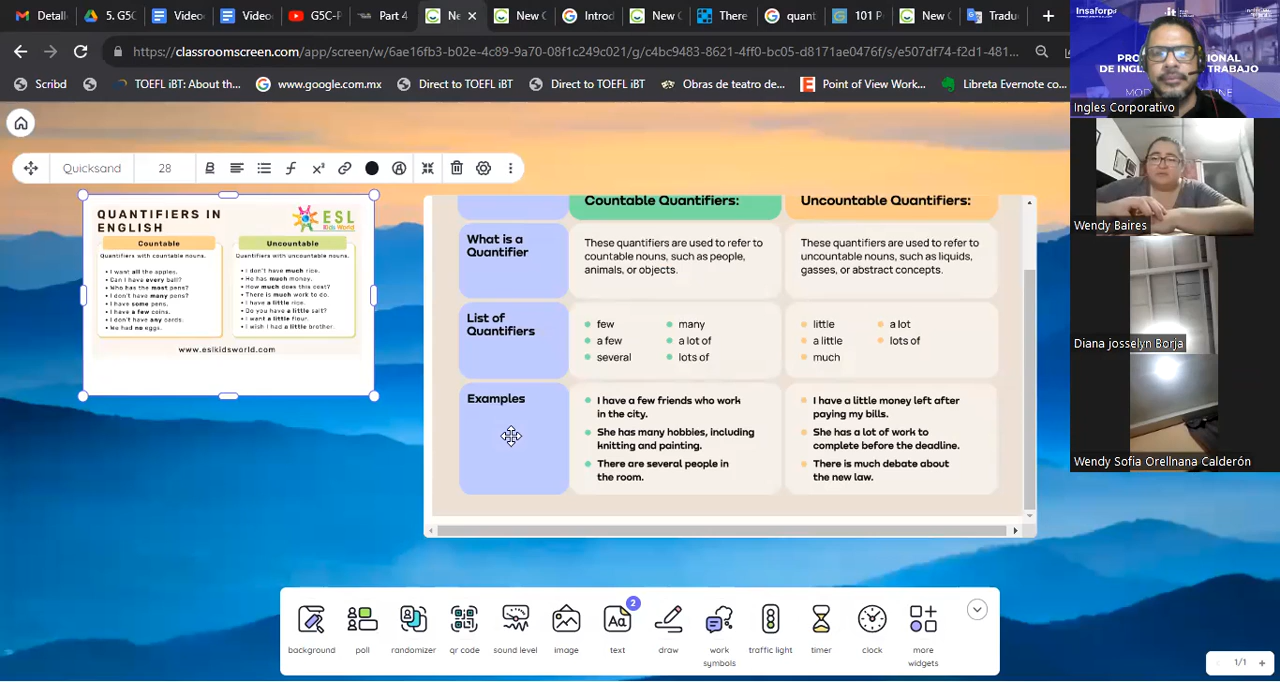 Detall
5. G5C
Video
Video
G5C-P
Part 4
Ne
New C
Introd
New C
There
quant
101 P
New C
Tradu
https://classroomscreen.com/app/screen/w/6ae16fb3-b02e-4c89-9a70-08f1c249c021/g/c4bc9483-8621-4ff0-bc05-d8171ae0476f/s/e507df74-f2d1-481...
Scribd
TOEFL iBT: About th...
www.google.com.mx
Direct to TOEFL iBT
Direct to TOEFL iBT
Obras de teatro de...
Point of View Work...
Libreta Evernote co...
Quicksand
28
QUANTIFIERS IN
ENGLISH
ESL
Kids World
Countable
Quantifiers with countable nouns.
I want all the apples.
Can I have every ball?
Who has the most pens?
I don't have many pens?
I have some pens.
I have a few coins.
I don't have any cards.
We had no eggs.
Uncountable
Quantifiers with uncountable nouns.
I don't have much rice.
He has much money.
How much does this cost?
There is much work to do.
I have a little rice.
Do you have a little salt?
I want a little flour.
I wish I had a little brother.
www.eslkidsworld.com
Countable Quantifiers:
Uncountable Quantifiers:
What is a
Quantifier
These quantifiers are used to refer to
countable nouns, such as people,
animals, or objects.
These quantifiers are used to refer to
uncountable nouns, such as liquids,
gasses, or abstract concepts.
List of
Quantifiers
few
a few
several
many
a lot of
lots of
little
a little
much
a lot
lots of
Examples
I have a few friends who work
in the city.
She has many hobbies, including
knitting and painting.
There are several people in
the room.
I have a little money left after
paying my bills.
She has a lot of work to
complete before the deadline.
There is much debate about
the new law.
background
poll
randomizer
qr code
sound level
image
2
text
draw
work
symbols
traffic light
timer
clock
more
widgets
1/1
Insaforp
it
PRO IONAL
DE INGL TRABAJO
MOD INE
Ingles Corporativo
Wendy Baires
Diana josselyn Borja
Wendy Sofia Orellnana Calderón